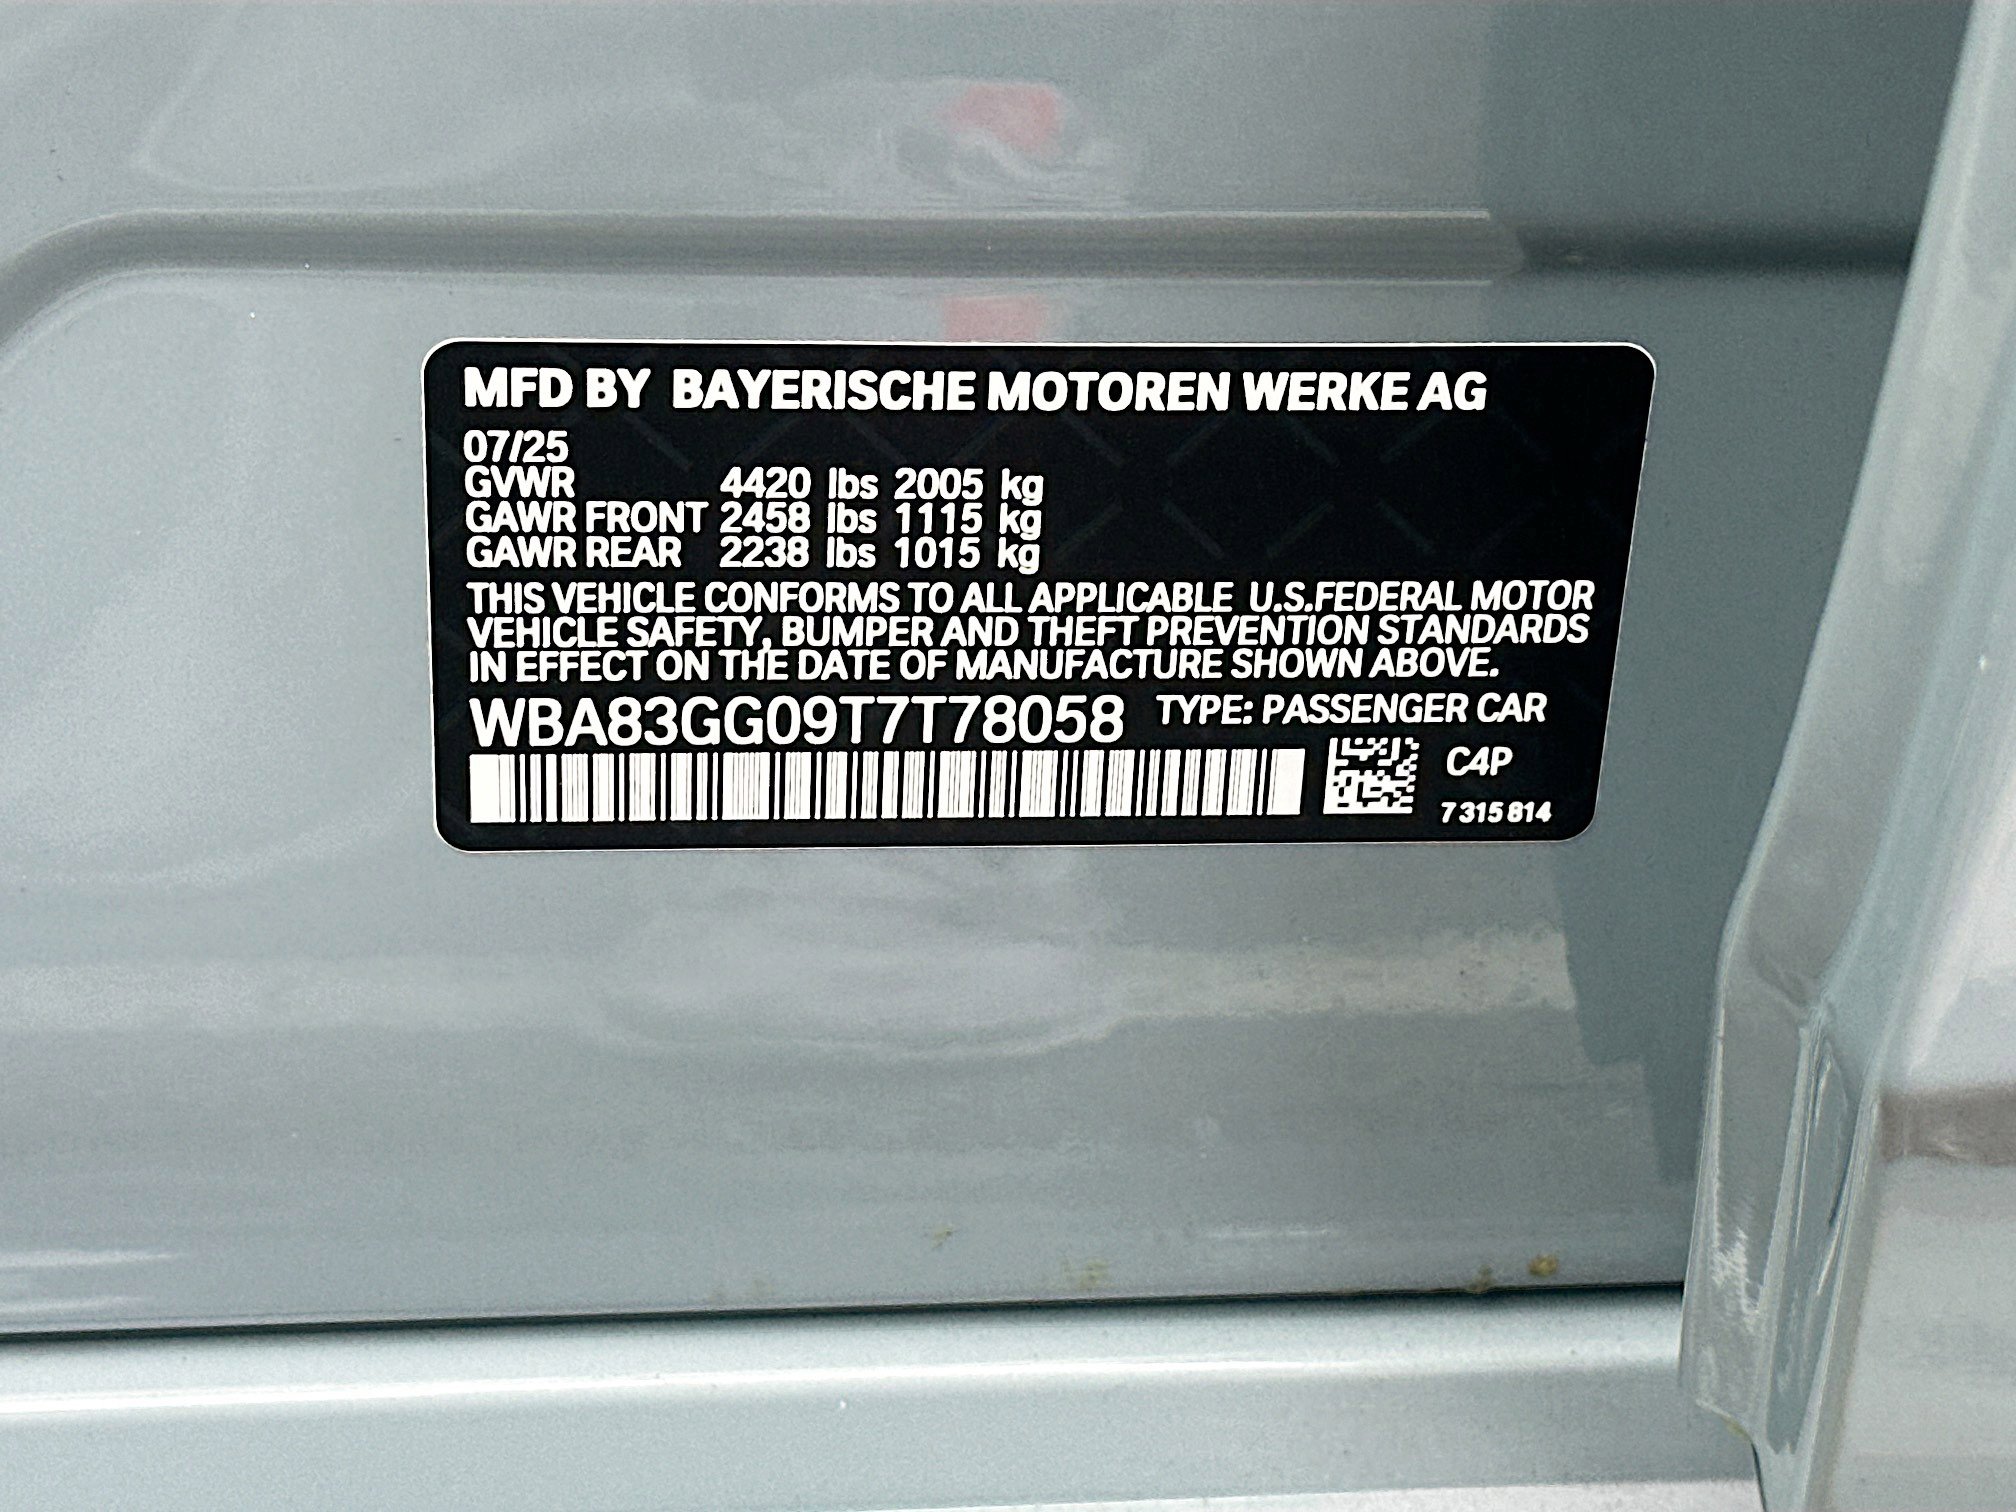 MFD BY BAYERISCHE MOTOREN WERKE AG
07/25
GVWR 4420 lbs 2005 kg
GAWR FRONT 2458 lbs 1115 kg
GAWR REAR 2238 lbs 1015 kg
THIS VEHICLE CONFORMS TO ALL APPLICABLE U.S.FEDERAL MOTOR
VEHICLE SAFETY, BUMPER AND THEFT PREVENTION STANDARDS
IN EFFECT ON THE DATE OF MANUFACTURE SHOWN ABOVE.
WBA83GG09T7T78058 TYPE: PASSENGER CAR
C4P
7 315 814